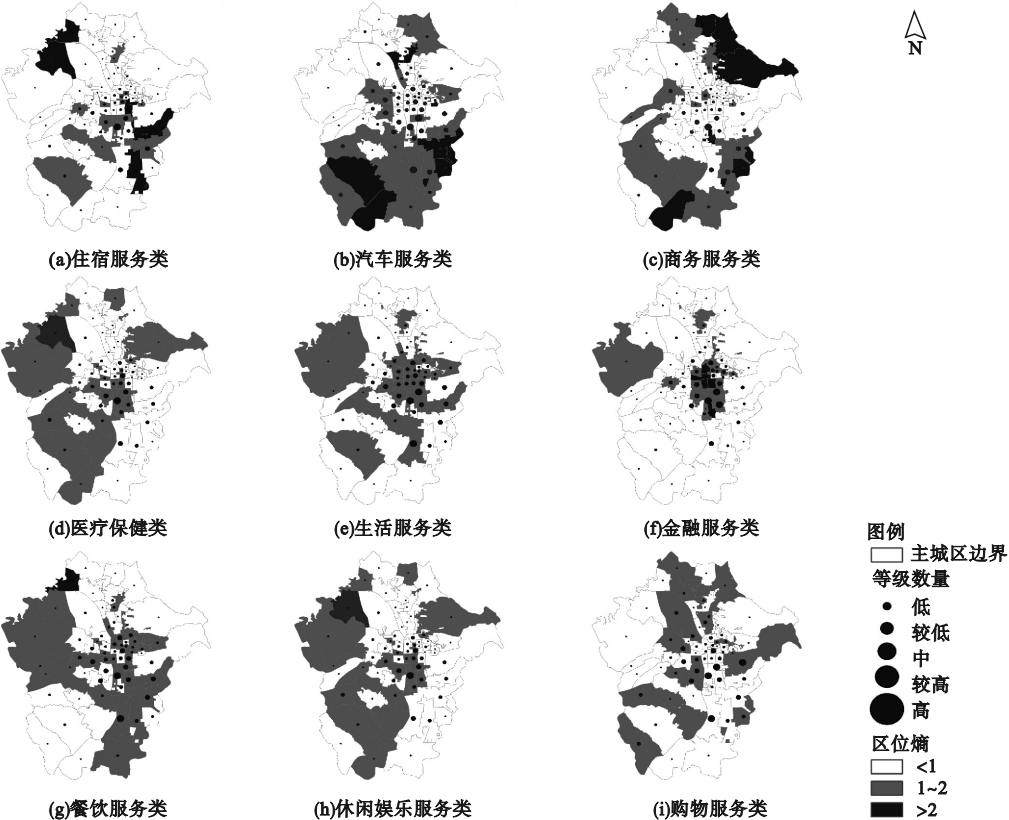 N
(a)住宿服务类
(b)汽车服务类
(c)商务服务类
(d)医疗保健类
(e)生活服务类
(f)金融服务类
(g)餐饮服务类
(h)休闲娱乐服务类
(i)购物服务类
图例
主城区边界
等级数量
低
较低
中
较高
高
区位熵
<1
1~2
>2